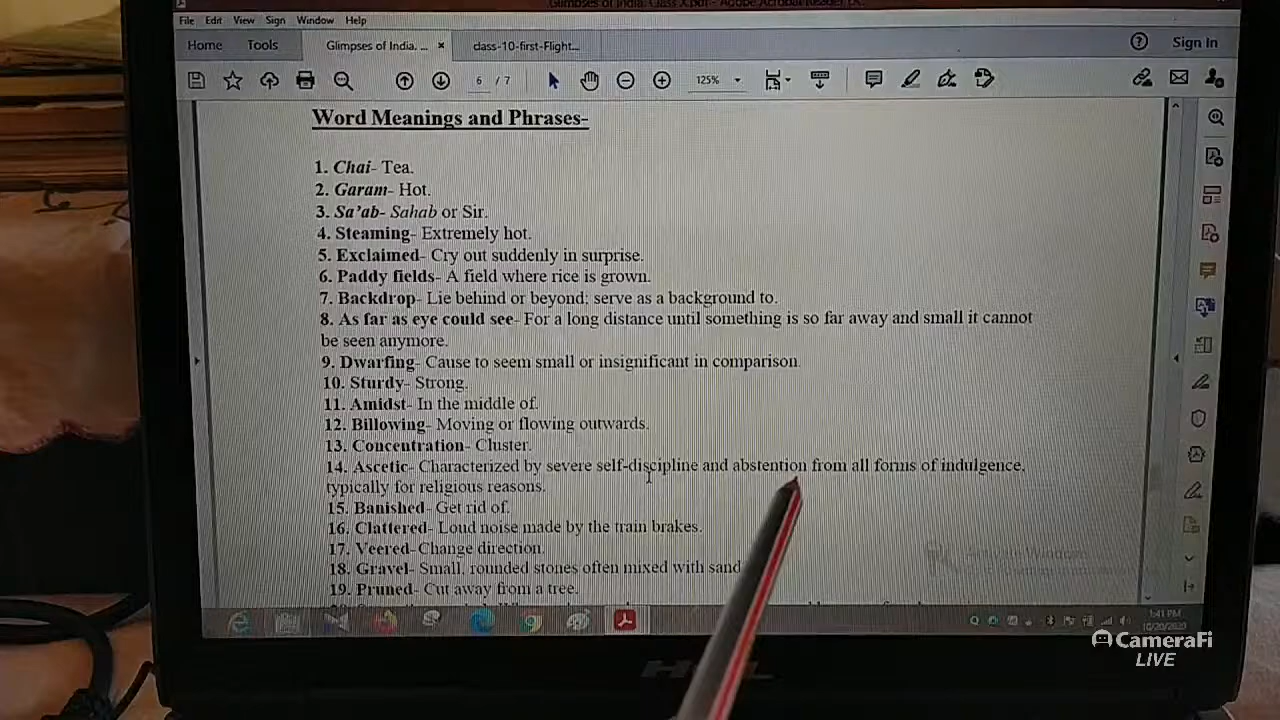 File Edit View Sign Window Help
Home Tools Glimpses of India, ... × class-10-first-Flight... Sign In
6 / 7 125%
Word Meanings and Phrases-
1. Chai- Tea.
2. Garam- Hot.
3. Sa'ab- Sahab or Sir.
4. Steaming- Extremely hot.
5. Exclaimed- Cry out suddenly in surprise.
6. Paddy fields- A field where rice is grown.
7. Backdrop- Lie behind or beyond; serve as a background to.
8. As far as eye could see- For a long distance until something is so far away and small it cannot
be seen anymore.
9. Dwarfing- Cause to seem small or insignificant in comparison.
10. Sturdy- Strong.
11. Amidst- In the middle of.
12. Billowing- Moving or flowing outwards.
13. Concentration- Cluster.
14. Ascetic- Characterized by severe self-discipline and abstention from all forms of indulgence,
typically for religious reasons.
15. Banished- Get rid of.
16. Clattered- Loud noise made by the train brakes.
17. Veered- Change direction.
18. Gravel- Small, rounded stones often mixed with sand
19. Pruned- Cut away from a tree.
Activate Windows
1:41 PM
10/20/2020
CameraFi
LIVE